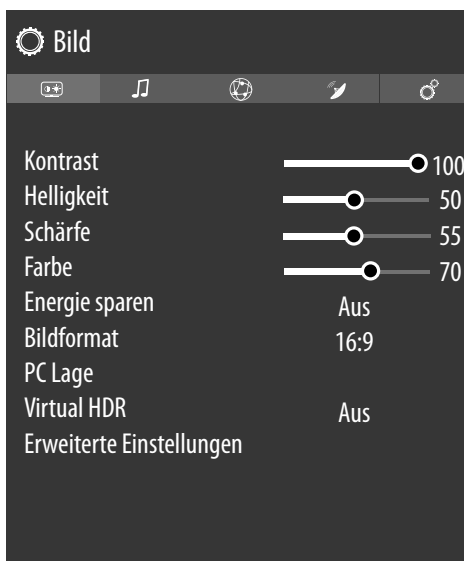 Bild
Kontrast 100
Helligkeit 50
Schärfe 55
Farbe 70
Energie sparen Aus
Bildformat 16:9
PC Lage
Virtual HDR Aus
Erweiterte Einstellungen